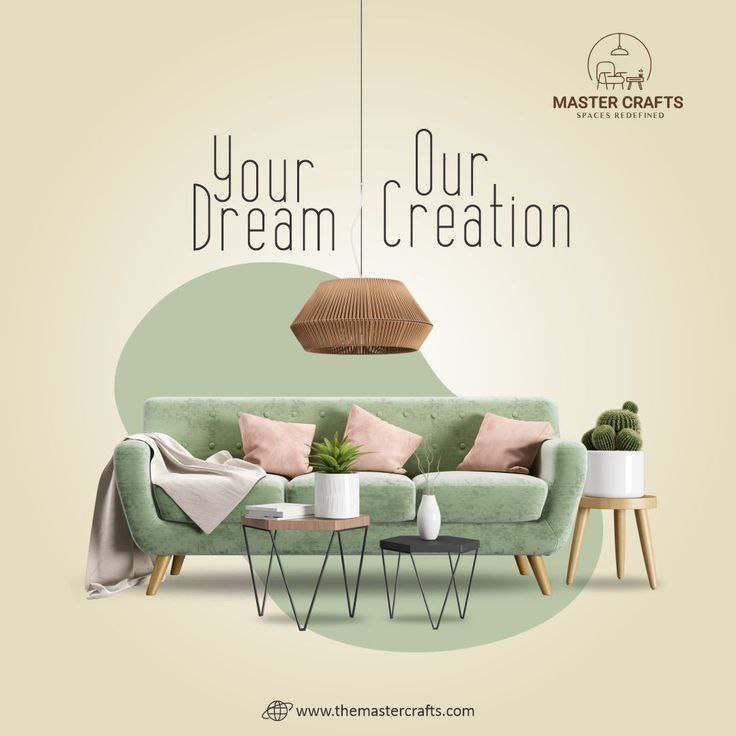 MASTER CRAFTS
SPACES REDEFINED
Your
Dream
Our
Creation
www.themastercrafts.com